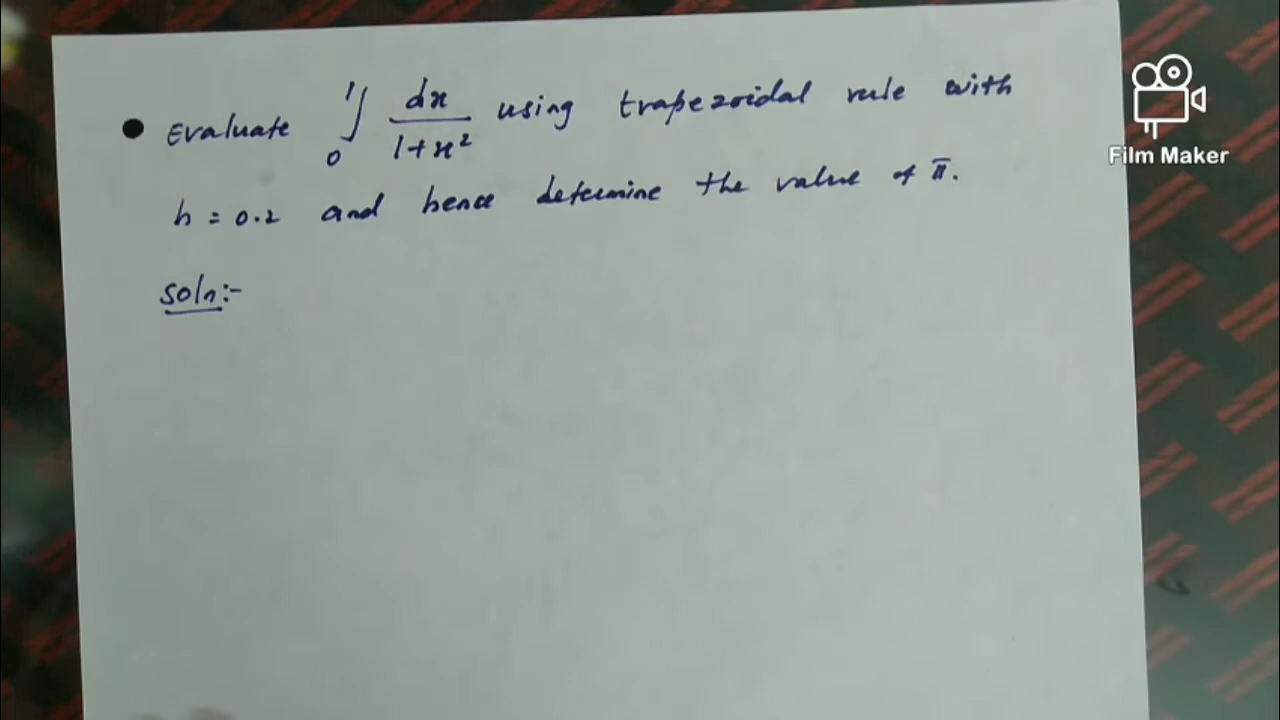 ● Evaluate ∫₀¹ dx/(1+x²) using trapezoidal rule with
h = 0.2 and hence determine the value of π.
Soln:-
Film Maker